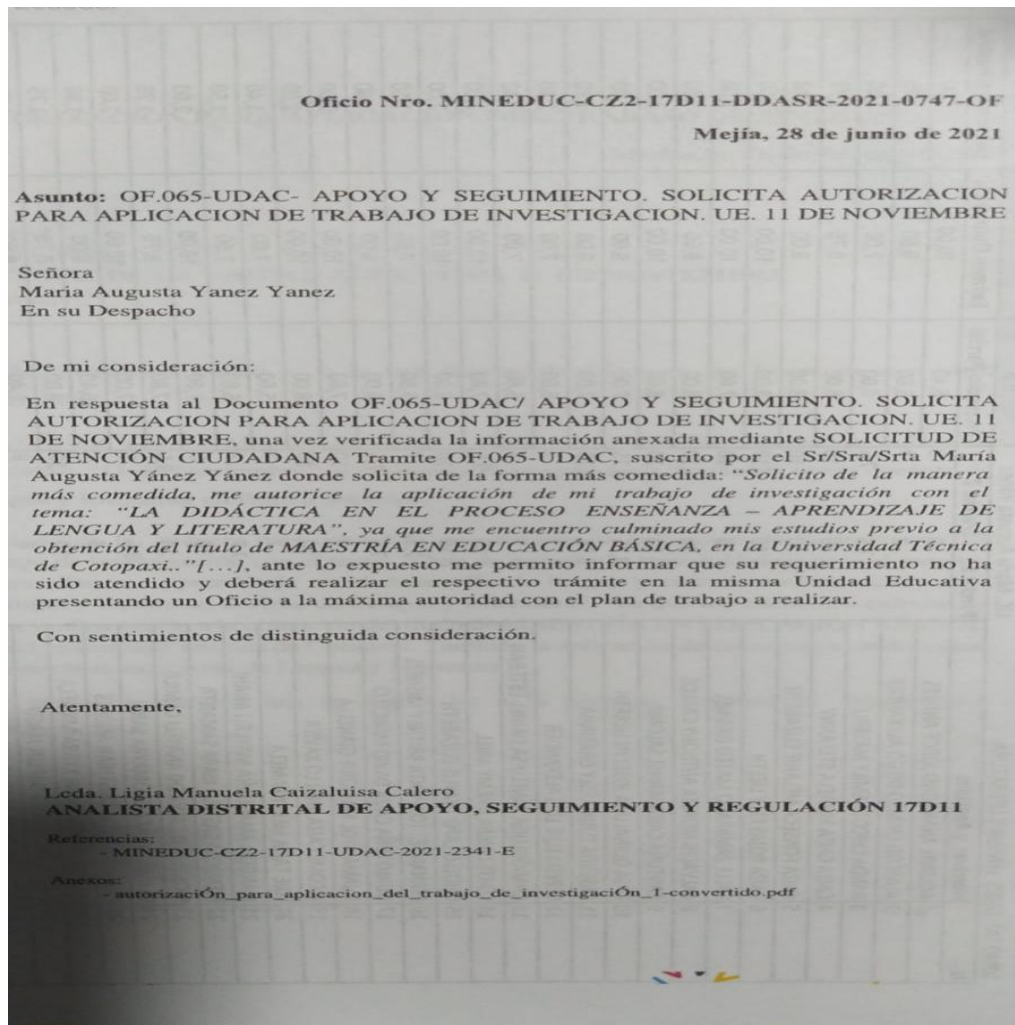 Oficio Nro. MINEDUC-CZ2-17D11-DDASR-2021-0747-OF
Mejía, 28 de junio de 2021
Asunto: OF.065-UDAC- APOYO Y SEGUIMIENTO. SOLICITA AUTORIZACION
PARA APLICACION DE TRABAJO DE INVESTIGACION. UE. 11 DE NOVIEMBRE
Señora
Maria Augusta Yanez Yanez
En su Despacho
De mi consideración:
En respuesta al Documento OF.065-UDAC/ APOYO Y SEGUIMIENTO. SOLICITA
AUTORIZACION PARA APLICACION DE TRABAJO DE INVESTIGACION. UE. 11
DE NOVIEMBRE, una vez verificada la información anexada mediante SOLICITUD DE
ATENCIÓN CIUDADANA Tramite OF.065-UDAC, suscrito por el Sr/Sra/Srta María
Augusta Yánez Yánez donde solicita de la forma más comedida: "Solicito de la manera
más comedida, me autorice la aplicación de mi trabajo de investigación con el
tema: "LA DIDÁCTICA EN EL PROCESO ENSEÑANZA – APRENDIZAJE DE
LENGUA Y LITERATURA", ya que me encuentro culminado mis estudios previo a la
obtención del título de MAESTRÍA EN EDUCACIÓN BÁSICA, en la Universidad Técnica
de Cotopaxi.."[...], ante lo expuesto me permito informar que su requerimiento no ha
sido atendido y deberá realizar el respectivo trámite en la misma Unidad Educativa
presentando un Oficio a la máxima autoridad con el plan de trabajo a realizar.
Con sentimientos de distinguida consideración.
Atentamente,
Lcda. Ligia Manuela Caizaluisa Calero
ANALISTA DISTRITAL DE APOYO, SEGUIMIENTO Y REGULACIÓN 17D11
Referencias:
- MINEDUC-CZ2-17D11-UDAC-2021-2341-E
Anexos:
- autorizaciÓn_para_aplicacion_del_trabajo_de_investigaciÓn_1-convertido.pdf